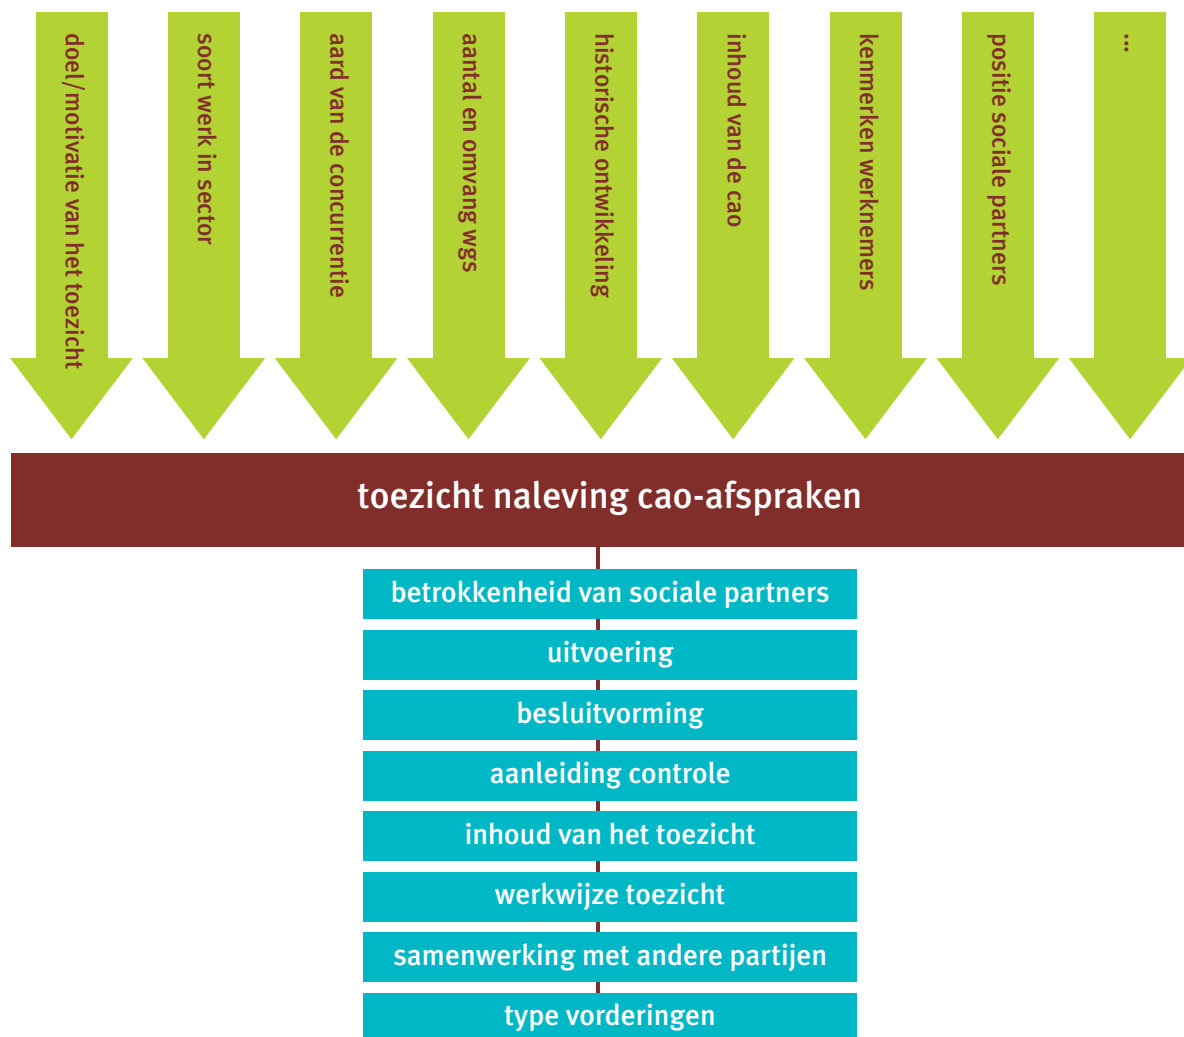 doel/motivatie van het toezicht
soort werk in sector
aard van de concurrentie
aantal en omvang wgs
historische ontwikkeling
inhoud van de cao
kenmerken werknemers
positie sociale partners
...
toezicht naleving cao-afspraken
betrokkenheid van sociale partners
uitvoering
besluitvorming
aanleiding controle
inhoud van het toezicht
werkwijze toezicht
samenwerking met andere partijen
type vorderingen